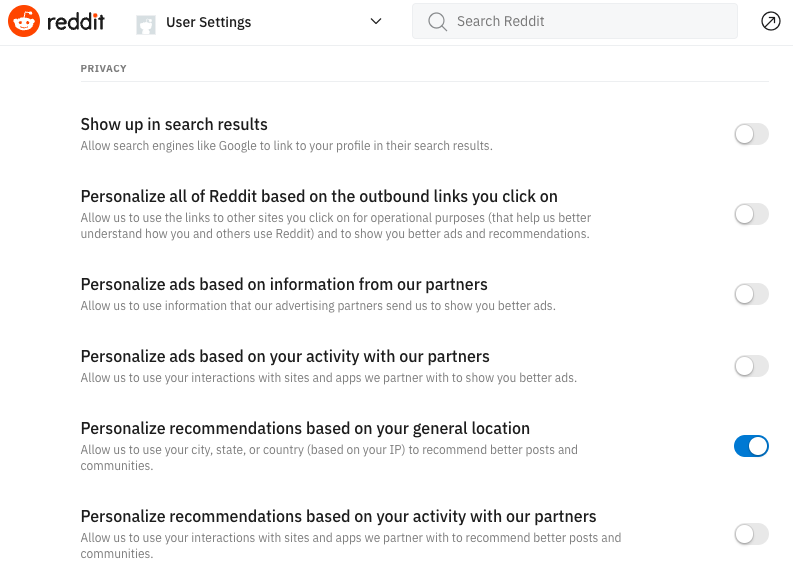 reddit
User Settings
Search Reddit
PRIVACY
Show up in search results
Allow search engines like Google to link to your profile in their search results.
Personalize all of Reddit based on the outbound links you click on
Allow us to use the links to other sites you click on for operational purposes (that help us better
understand how you and others use Reddit) and to show you better ads and recommendations.
Personalize ads based on information from our partners
Allow us to use information that our advertising partners send us to show you better ads.
Personalize ads based on your activity with our partners
Allow us to use your interactions with sites and apps we partner with to show you better ads.
Personalize recommendations based on your general location
Allow us to use your city, state, or country (based on your IP) to recommend better posts and
communities.
Personalize recommendations based on your activity with our partners
Allow us to use your interactions with sites and apps we partner with to recommend better posts and
communities.